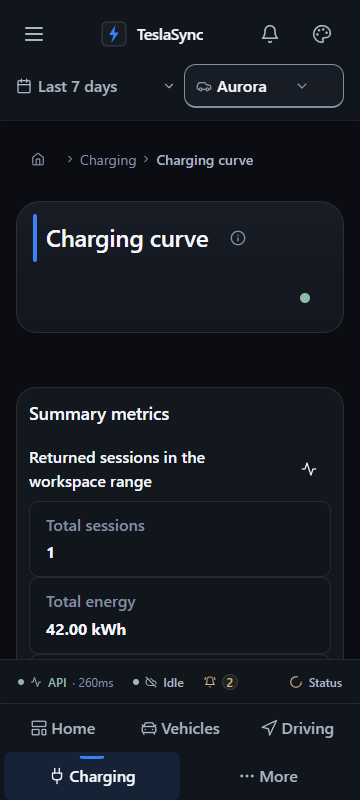 TeslaSync
Last 7 days
Aurora
Charging
Charging curve
Charging curve
Summary metrics
Returned sessions in the
workspace range
Total sessions
1
Total energy
42.00 kWh
API · 260ms
Idle
2
Status
Home
Vehicles
Driving
Charging
More